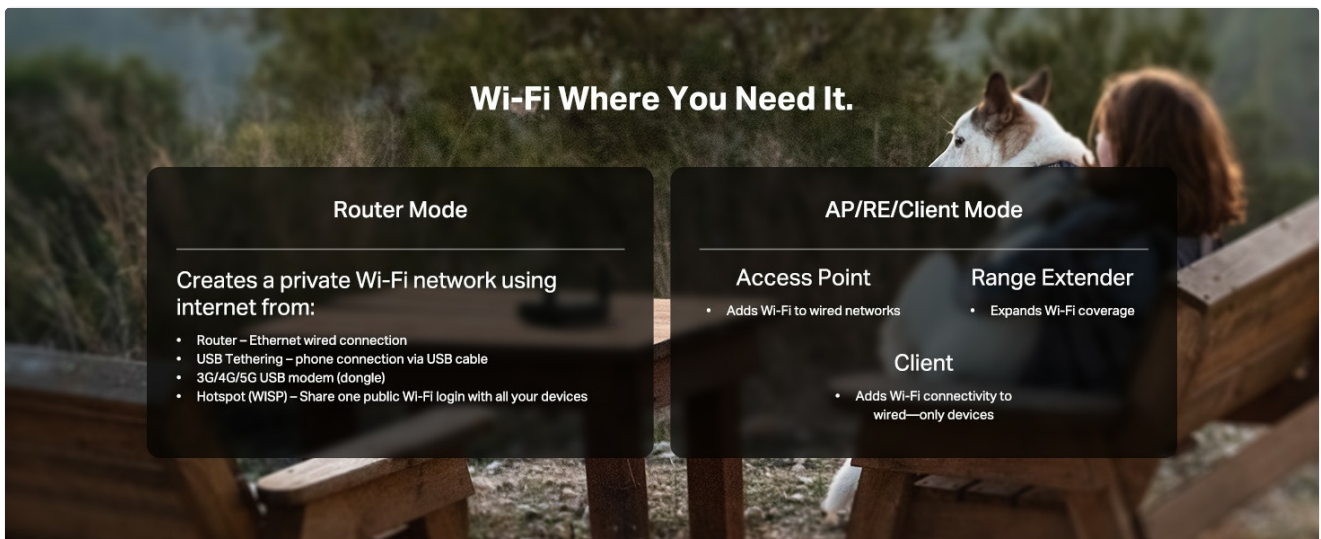 Wi-Fi Where You Need It.
Router Mode
Creates a private Wi-Fi network using
internet from:
• Router – Ethernet wired connection
• USB Tethering – phone connection via USB cable
• 3G/4G/5G USB modem (dongle)
• Hotspot (WISP) – Share one public Wi-Fi login with all your devices
AP/RE/Client Mode
Access Point
• Adds Wi-Fi to wired networks
Range Extender
• Expands Wi-Fi coverage
Client
• Adds Wi-Fi connectivity to
wired—only devices